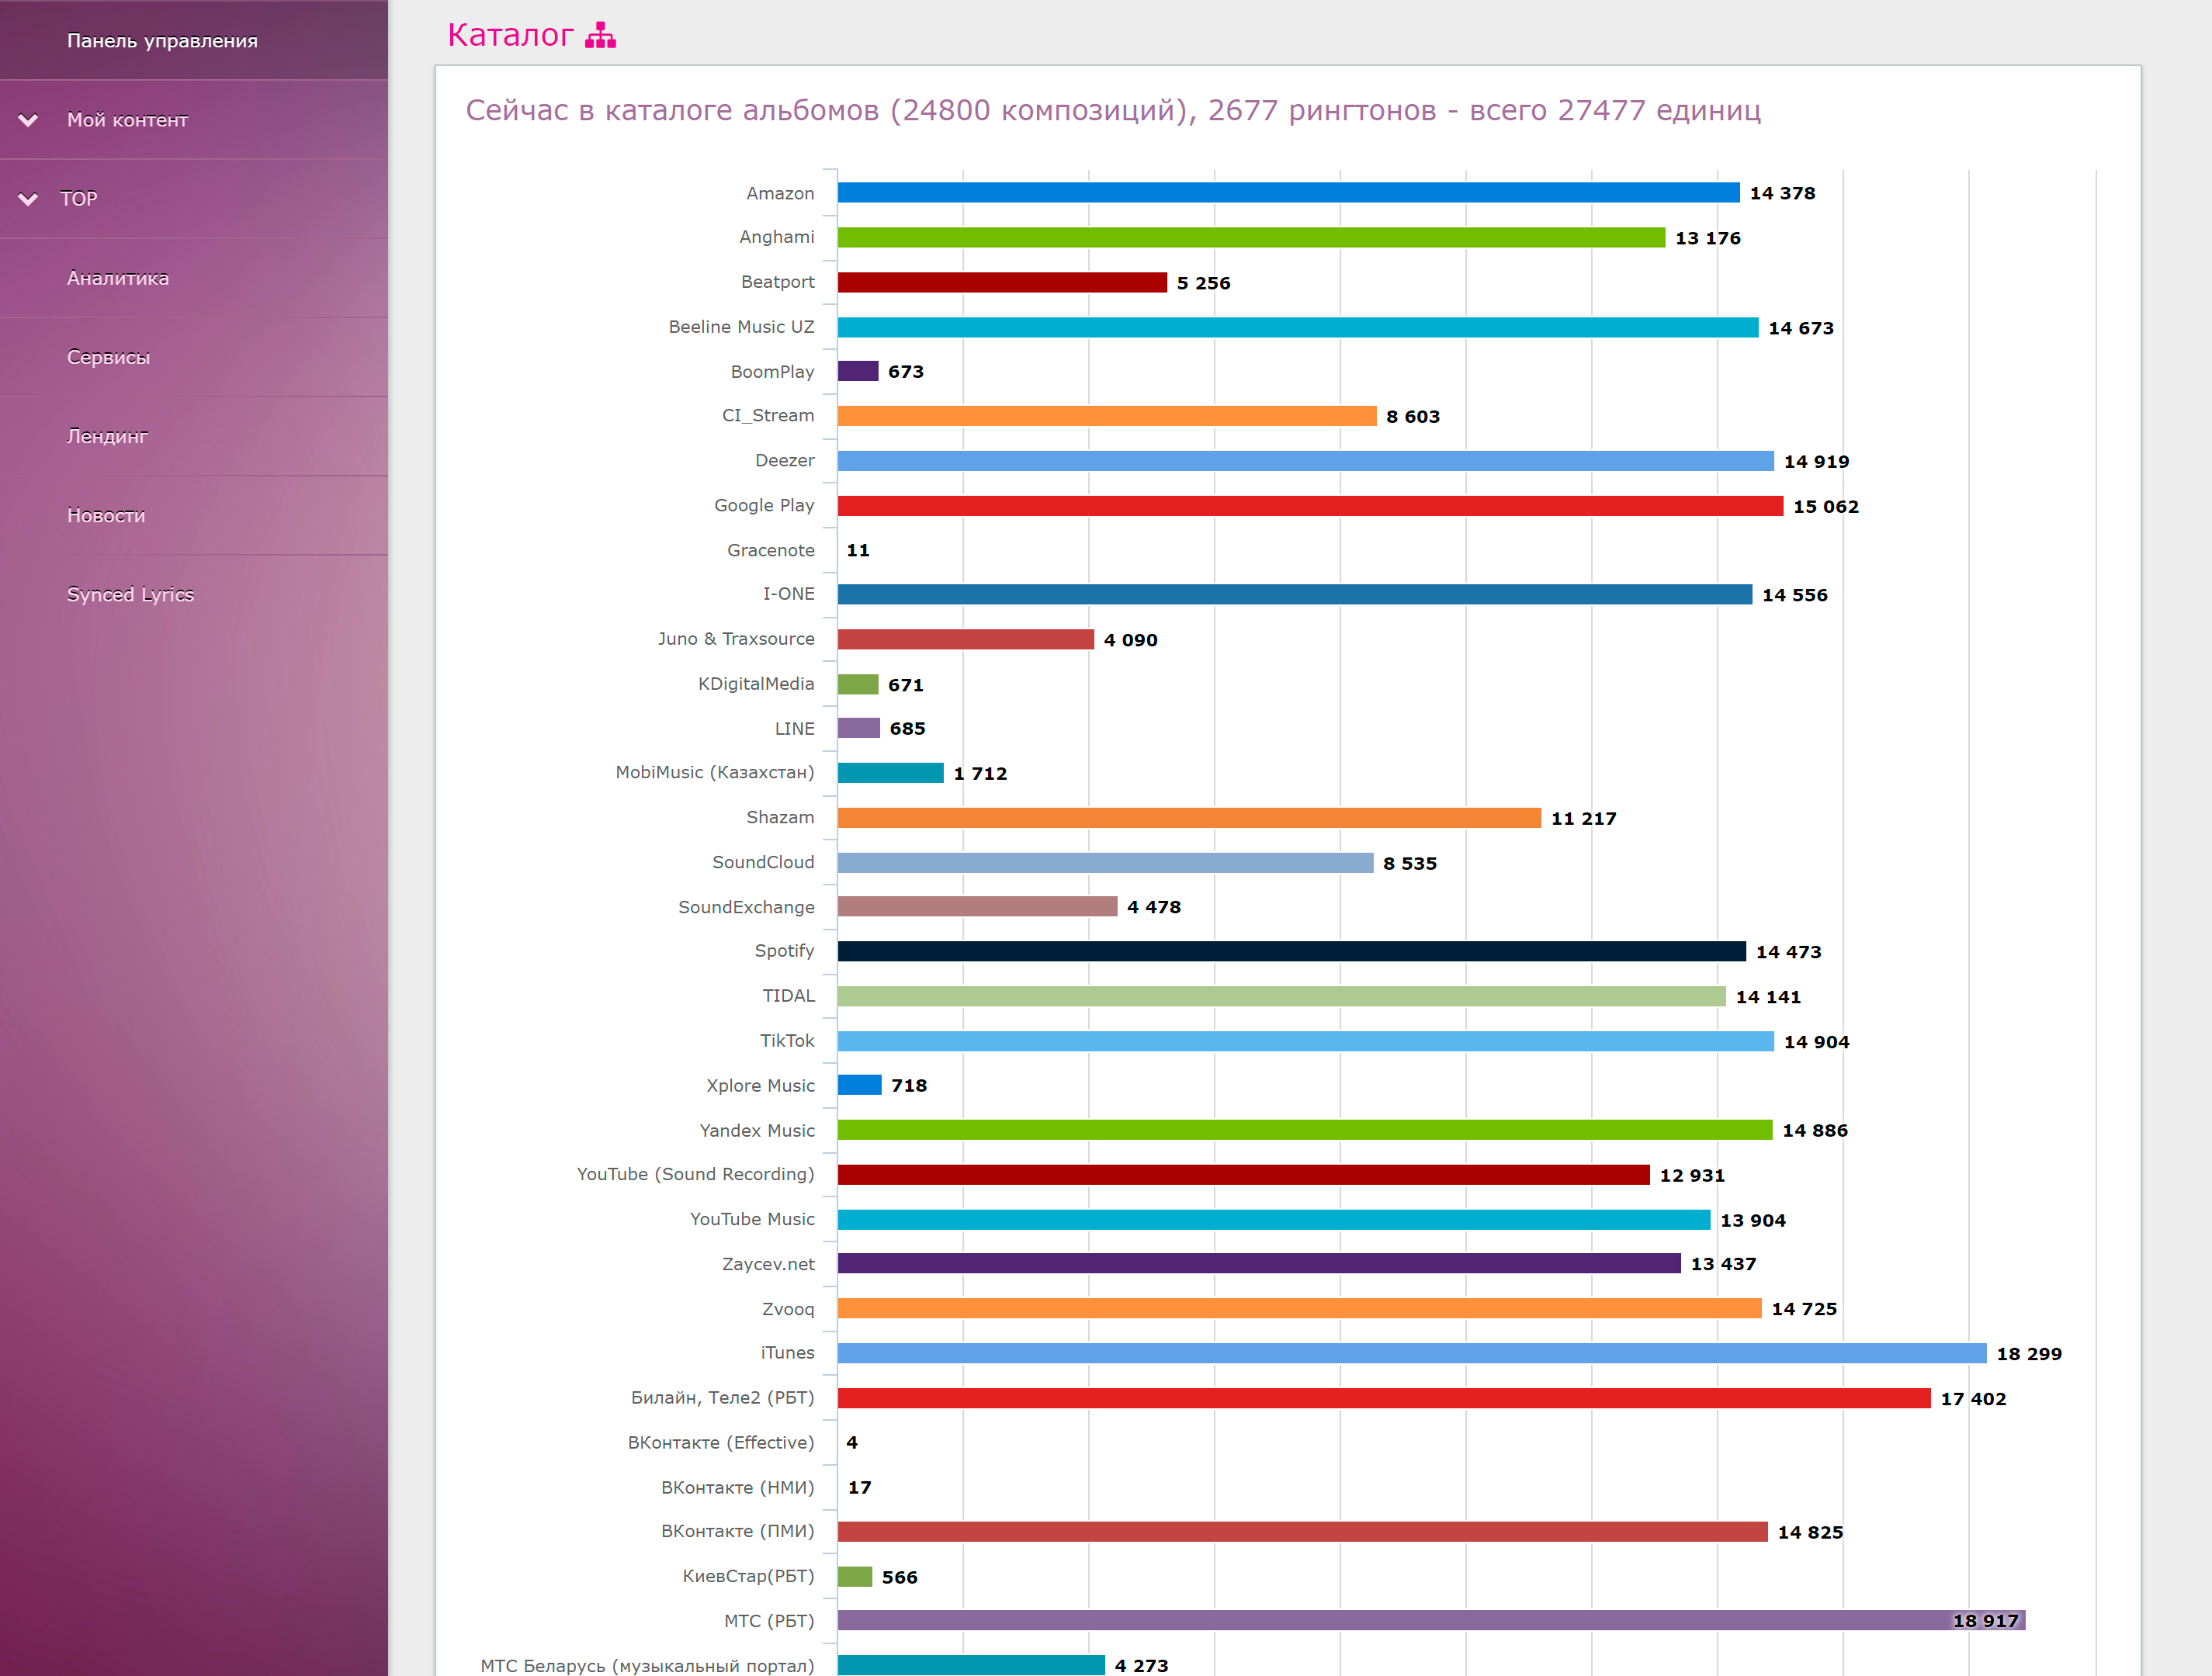 Панель управления
Мой контент
TOP
Аналитика
Сервисы
Лендинг
Новости
Synced Lyrics
Каталог
Сейчас в каталоге альбомов (24800 композиций), 2677 рингтонов - всего 27477 единиц
Amazon 14 378
Anghami 13 176
Beatport 5 256
Beeline Music UZ 14 673
BoomPlay 673
CI_Stream 8 603
Deezer 14 919
Google Play 15 062
Gracenote 11
I-ONE 14 556
Juno & Traxsource 4 090
KDigitalMedia 671
LINE 685
MobiMusic (Казахстан) 1 712
Shazam 11 217
SoundCloud 8 535
SoundExchange 4 478
Spotify 14 473
TIDAL 14 141
TikTok 14 904
Xplore Music 718
Yandex Music 14 886
YouTube (Sound Recording) 12 931
YouTube Music 13 904
Zaycev.net 13 437
Zvooq 14 725
iTunes 18 299
Билайн, Теле2 (РБТ) 17 402
ВКонтакте (Effective) 4
ВКонтакте (НМИ) 17
ВКонтакте (ПМИ) 14 825
КиевСтар(РБТ) 566
МТС (РБТ) 18 917
МТС Беларусь (музыкальный портал) 4 273